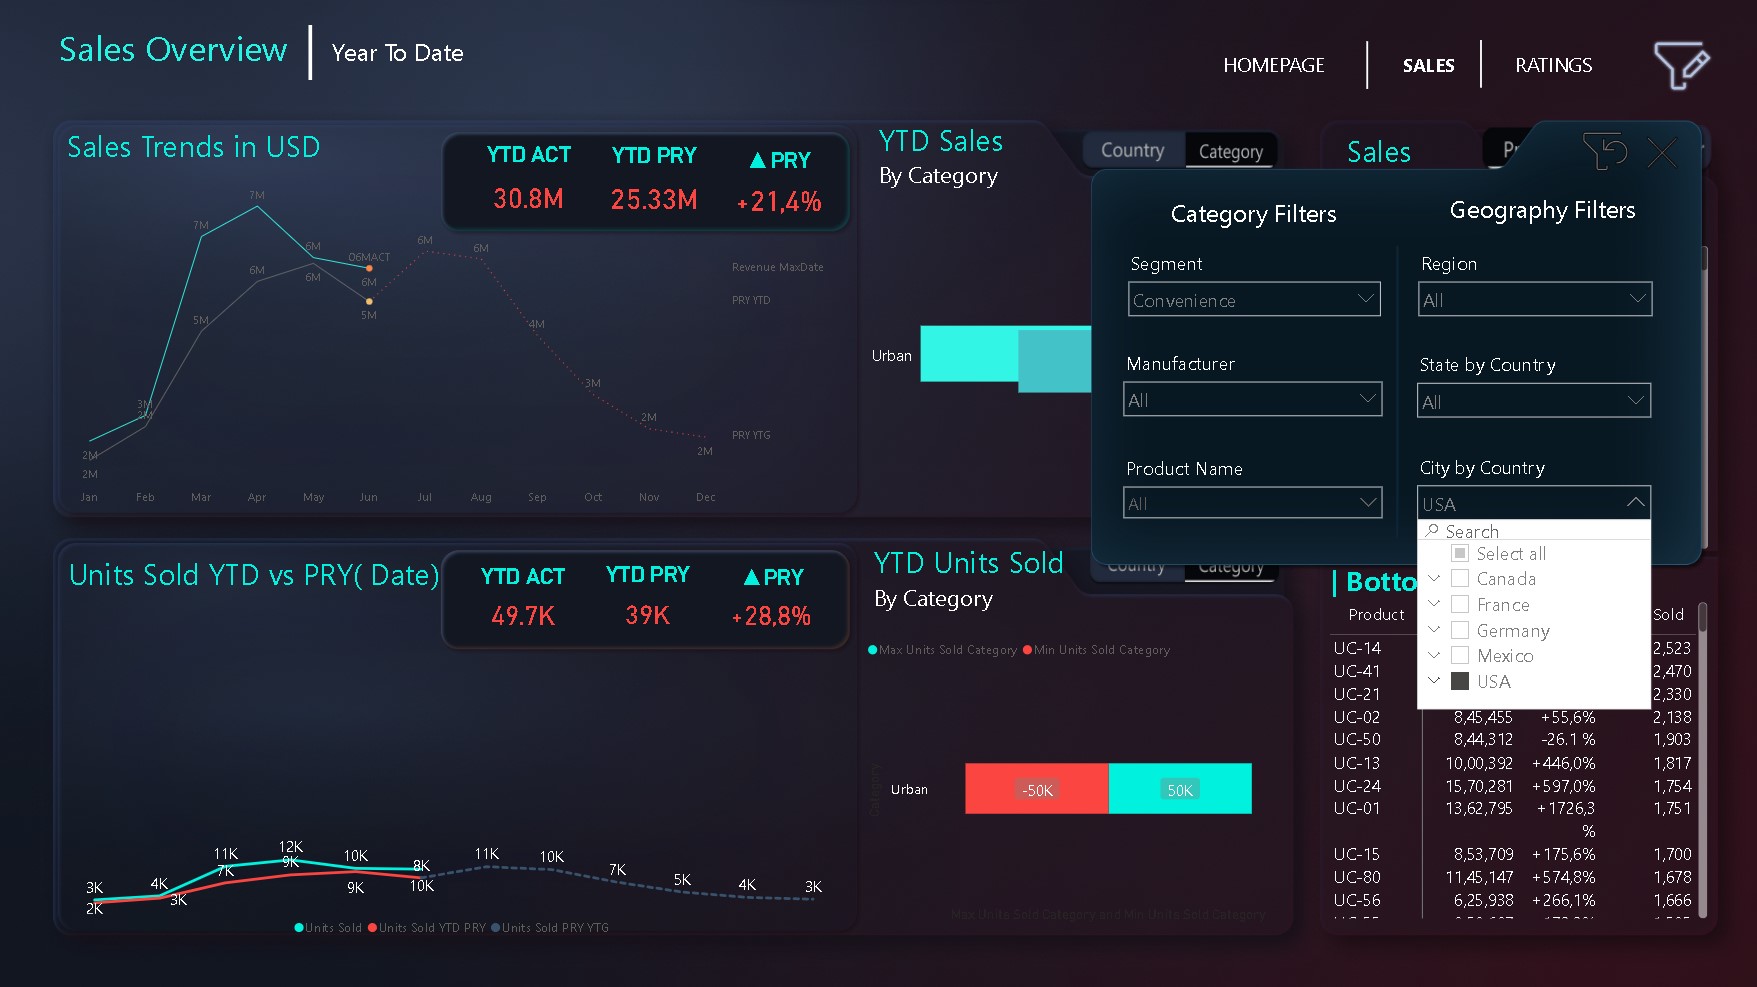 Sales Overview
Year To Date
HOMEPAGE
SALES
RATINGS
Sales Trends in USD
YTD ACT
YTD PRY
▲PRY
30.8M
25.33M
+21,4%
7M
7M
6M
06MACT
6M
6M
6M
6M
6M
5M
5M
4M
3M
3M
2M
2M
2M
2M
2M
Revenue MaxDate
PRY YTD
PRY YTG
Jan Feb Mar Apr May Jun Jul Aug Sep Oct Nov Dec
YTD Sales
By Category
Country
Category
Urban
Sales
Category Filters
Geography Filters
Segment
Convenience
Manufacturer
All
Product Name
All
Region
All
State by Country
All
City by Country
USA
Search
Select all
Canada
France
Germany
Mexico
USA
Units Sold YTD vs PRY( Date)
YTD ACT
YTD PRY
▲PRY
49.7K
39K
+28,8%
3K
2K
4K
3K
11K
7K
12K
9K
10K
9K
8K
10K
11K
10K
7K
5K
4K
3K
Units Sold Units Sold YTD PRY Units Sold PRY YTG
YTD Units Sold
By Category
Country
Category
Max Units Sold Category Min Units Sold Category
Category
Urban
-50K
50K
Max Units Sold Category and Min Units Sold Category
Botto
Product
Sold
UC-14 2,523
UC-41 2,470
UC-21 2,330
UC-02 8,45,455 +55,6% 2,138
UC-50 8,44,312 -26.1 % 1,903
UC-13 10,00,392 +446,0% 1,817
UC-24 15,70,281 +597,0% 1,754
UC-01 13,62,795 +1726,3 1,751
%
UC-15 8,53,709 +175,6% 1,700
UC-80 11,45,147 +574,8% 1,678
UC-56 6,25,938 +266,1% 1,666